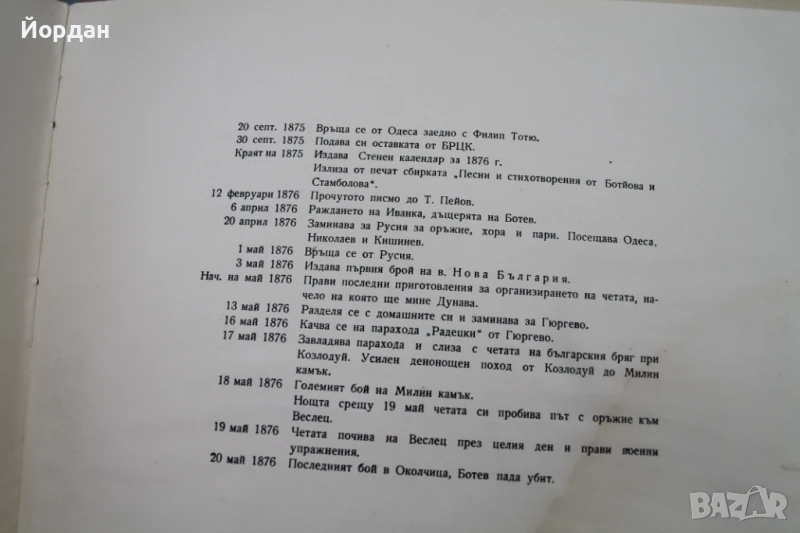 Йордан
20 септ. 1875 Връща се от Одеса заедно с Филип Тотю.
30 септ. 1875 Подава си оставката от БРЦК.
Краят на 1875 Издава Стенен календар за 1876 г.
Излиза от печат сбирката „Песни и стихотворения от Ботйова и
Стамболова“.
12 февруари 1876 Прочутото писмо до Т. Пейов.
6 април 1876 Раждането на Иванка, дъщерята на Ботев.
20 април 1876 Заминава за Русия за оръжие, хора и пари. Посещава Одеса,
Николаев и Кишинев.
1 май 1876 Връща се от Русия.
3 май 1876 Издава първия брой на в. Нова България.
Нач. на май 1876 Прави последни приготовления за организирането на четата, на-
чело на която ще мине Дунава.
13 май 1876 Разделя се с домашните си и заминава за Гюргево.
16 май 1876 Качва се на парахода „Радецки“ от Гюргево.
17 май 1876 Завладява парахода и слиза с четата на българския бряг при
Козлодуй. Усилен денонощен поход от Козлодуй до Милин
камък.
18 май 1876 Големият бой на Милин камък.
Нощта срещу 19 май четата си пробива път с оръжие към
Веслец.
19 май 1876 Четата почива на Веслец през целия ден и прави военни
упражнения.
20 май 1876 Последният бой в Околчица, Ботев пада убит.
BAZAR